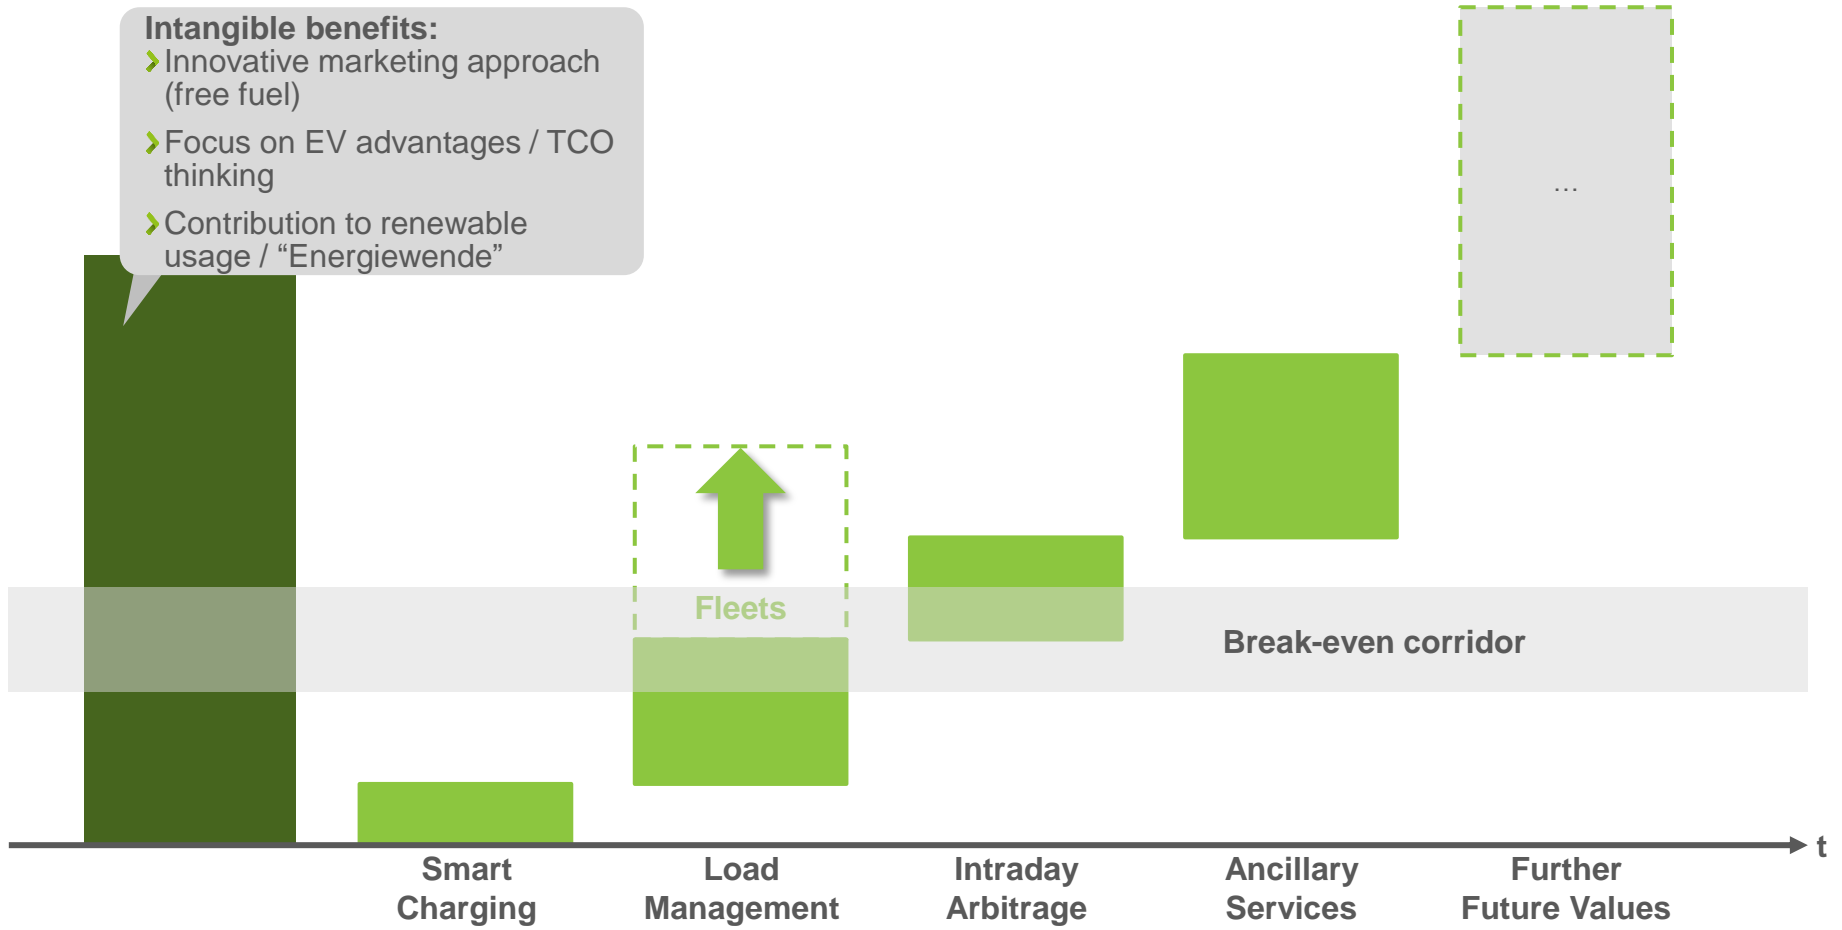 Intangible benefits:
Innovative marketing approach
(free fuel)
Focus on EV advantages / TCO
thinking
Contribution to renewable
usage / “Energiewende”
…
Fleets
Break-even corridor
t
Smart
Charging
Load
Management
Intraday
Arbitrage
Ancillary
Services
Further
Future Values